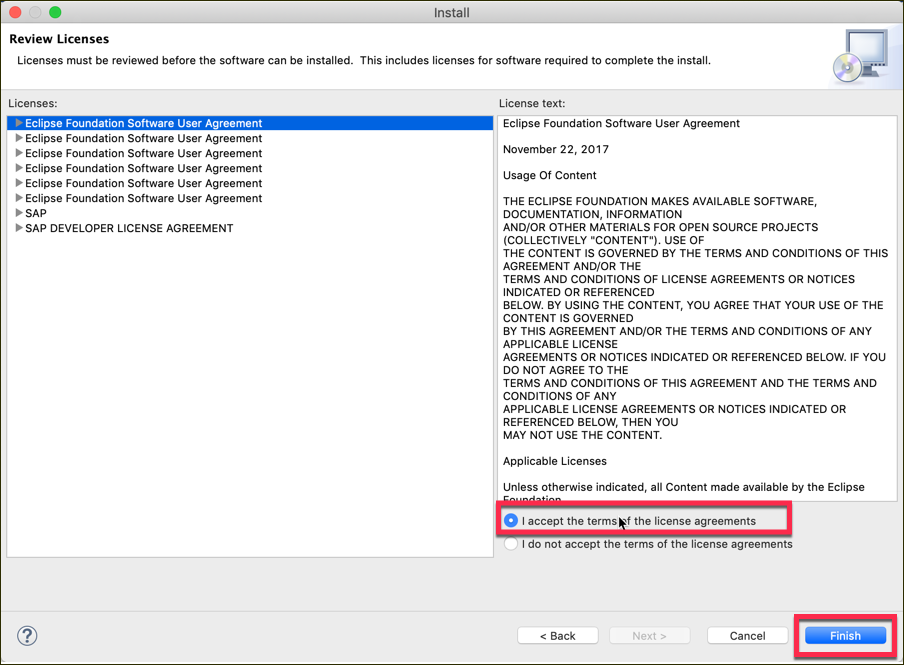 Install
Review Licenses
Licenses must be reviewed before the software can be installed. This includes licenses for software required to complete the install.
Licenses:
Eclipse Foundation Software User Agreement
Eclipse Foundation Software User Agreement
Eclipse Foundation Software User Agreement
Eclipse Foundation Software User Agreement
Eclipse Foundation Software User Agreement
Eclipse Foundation Software User Agreement
SAP
SAP DEVELOPER LICENSE AGREEMENT
License text:
Eclipse Foundation Software User Agreement
November 22, 2017
Usage Of Content
THE ECLIPSE FOUNDATION MAKES AVAILABLE SOFTWARE,
DOCUMENTATION, INFORMATION
AND/OR OTHER MATERIALS FOR OPEN SOURCE PROJECTS
(COLLECTIVELY "CONTENT"). USE OF
THE CONTENT IS GOVERNED BY THE TERMS AND CONDITIONS OF THIS
AGREEMENT AND/OR THE
TERMS AND CONDITIONS OF LICENSE AGREEMENTS OR NOTICES
INDICATED OR REFERENCED
BELOW. BY USING THE CONTENT, YOU AGREE THAT YOUR USE OF THE
CONTENT IS GOVERNED
BY THIS AGREEMENT AND/OR THE TERMS AND CONDITIONS OF ANY
APPLICABLE LICENSE
AGREEMENTS OR NOTICES INDICATED OR REFERENCED BELOW. IF YOU
DO NOT AGREE TO THE
TERMS AND CONDITIONS OF THIS AGREEMENT AND THE TERMS AND
CONDITIONS OF ANY
APPLICABLE LICENSE AGREEMENTS OR NOTICES INDICATED OR
REFERENCED BELOW, THEN YOU
MAY NOT USE THE CONTENT.
Applicable Licenses
Unless otherwise indicated, all Content made available by the Eclipse
Foundation
I accept the terms of the license agreements
I do not accept the terms of the license agreements
?
< Back
Next >
Cancel
Finish